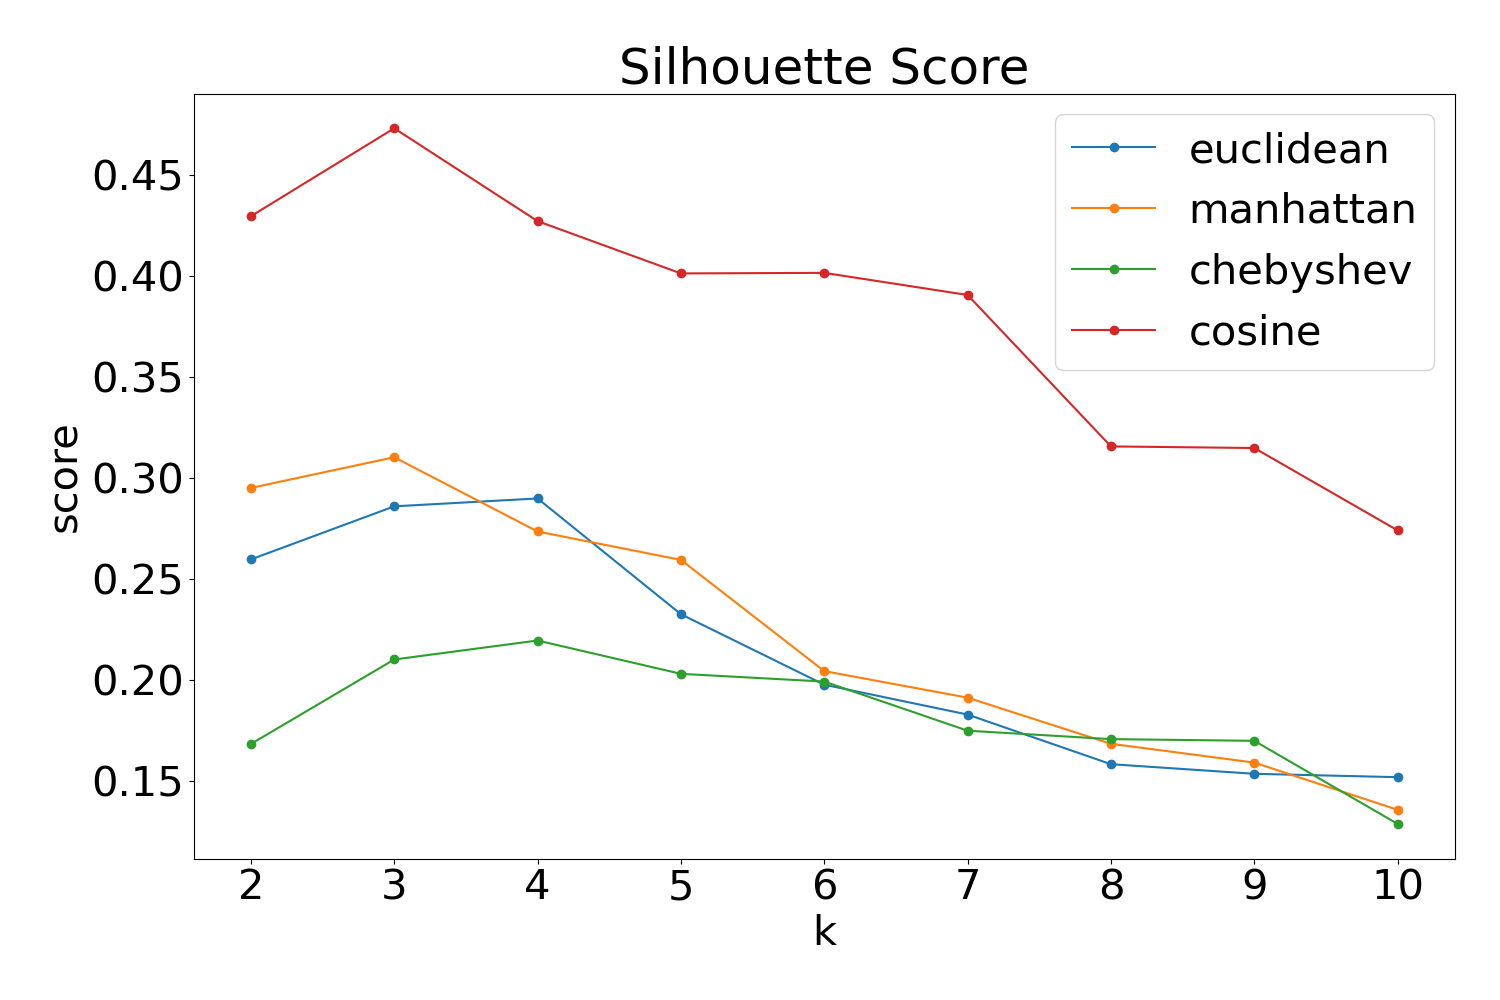 Silhouette Score
euclidean
manhattan
chebyshev
cosine
score
0.45
0.40
0.35
0.30
0.25
0.20
0.15
2 3 4 5 6 7 8 9 10
k